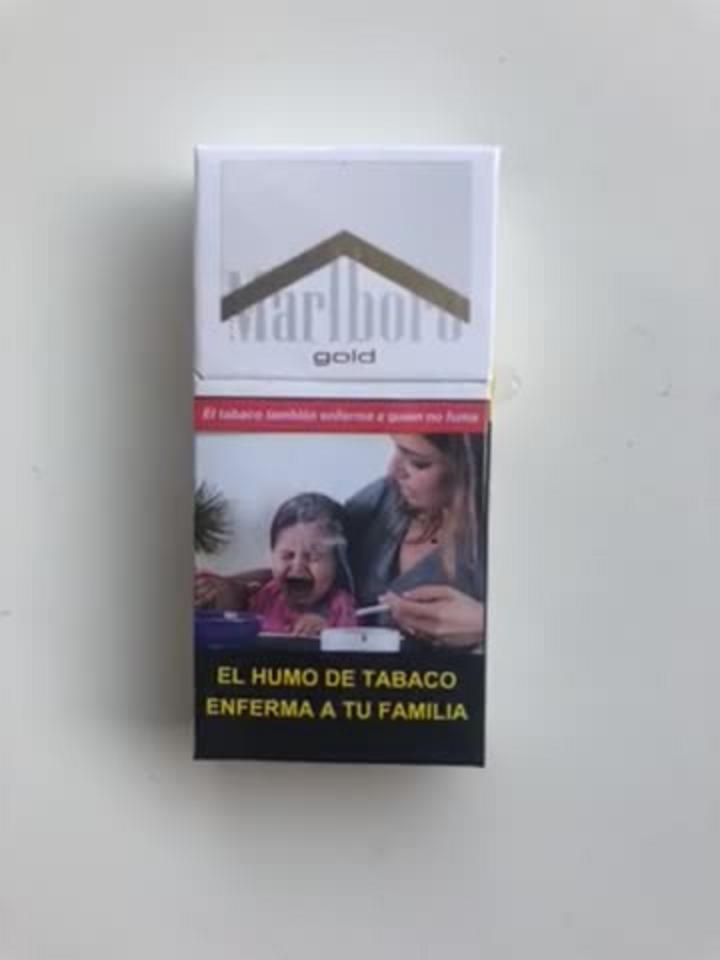 Marlboro
gold
El tabaco también enferma a quien no fuma
EL HUMO DE TABACO
ENFERMA A TU FAMILIA